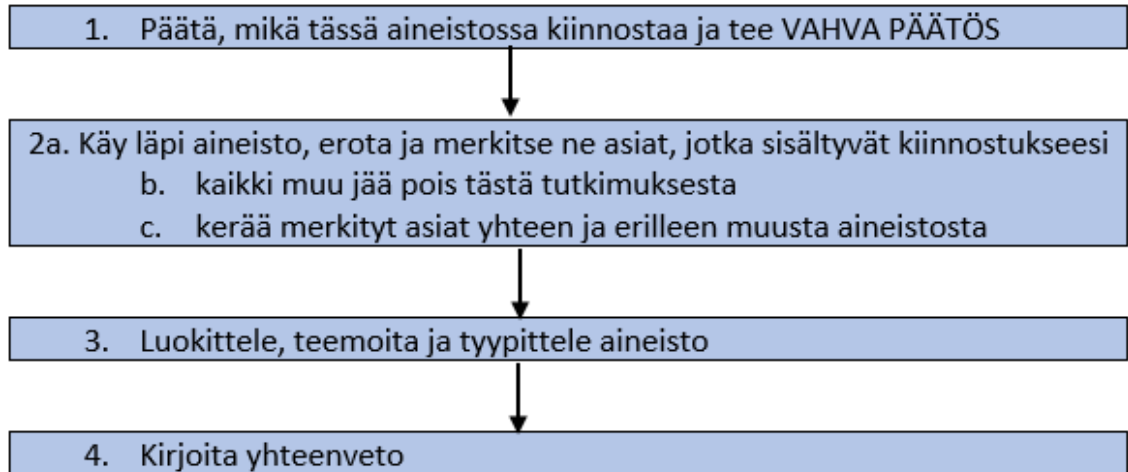 1. Päätä, mikä tässä aineistossa kiinnostaa ja tee VAHVA PÄÄTÖS
2a. Käy läpi aineisto, erota ja merkitse ne asiat, jotka sisältyvät kiinnostukseesi
b. kaikki muu jää pois tästä tutkimuksesta
c. kerää merkityt asiat yhteen ja erilleen muusta aineistosta
3. Luokittele, teemoita ja tyypittele aineisto
4. Kirjoita yhteenveto